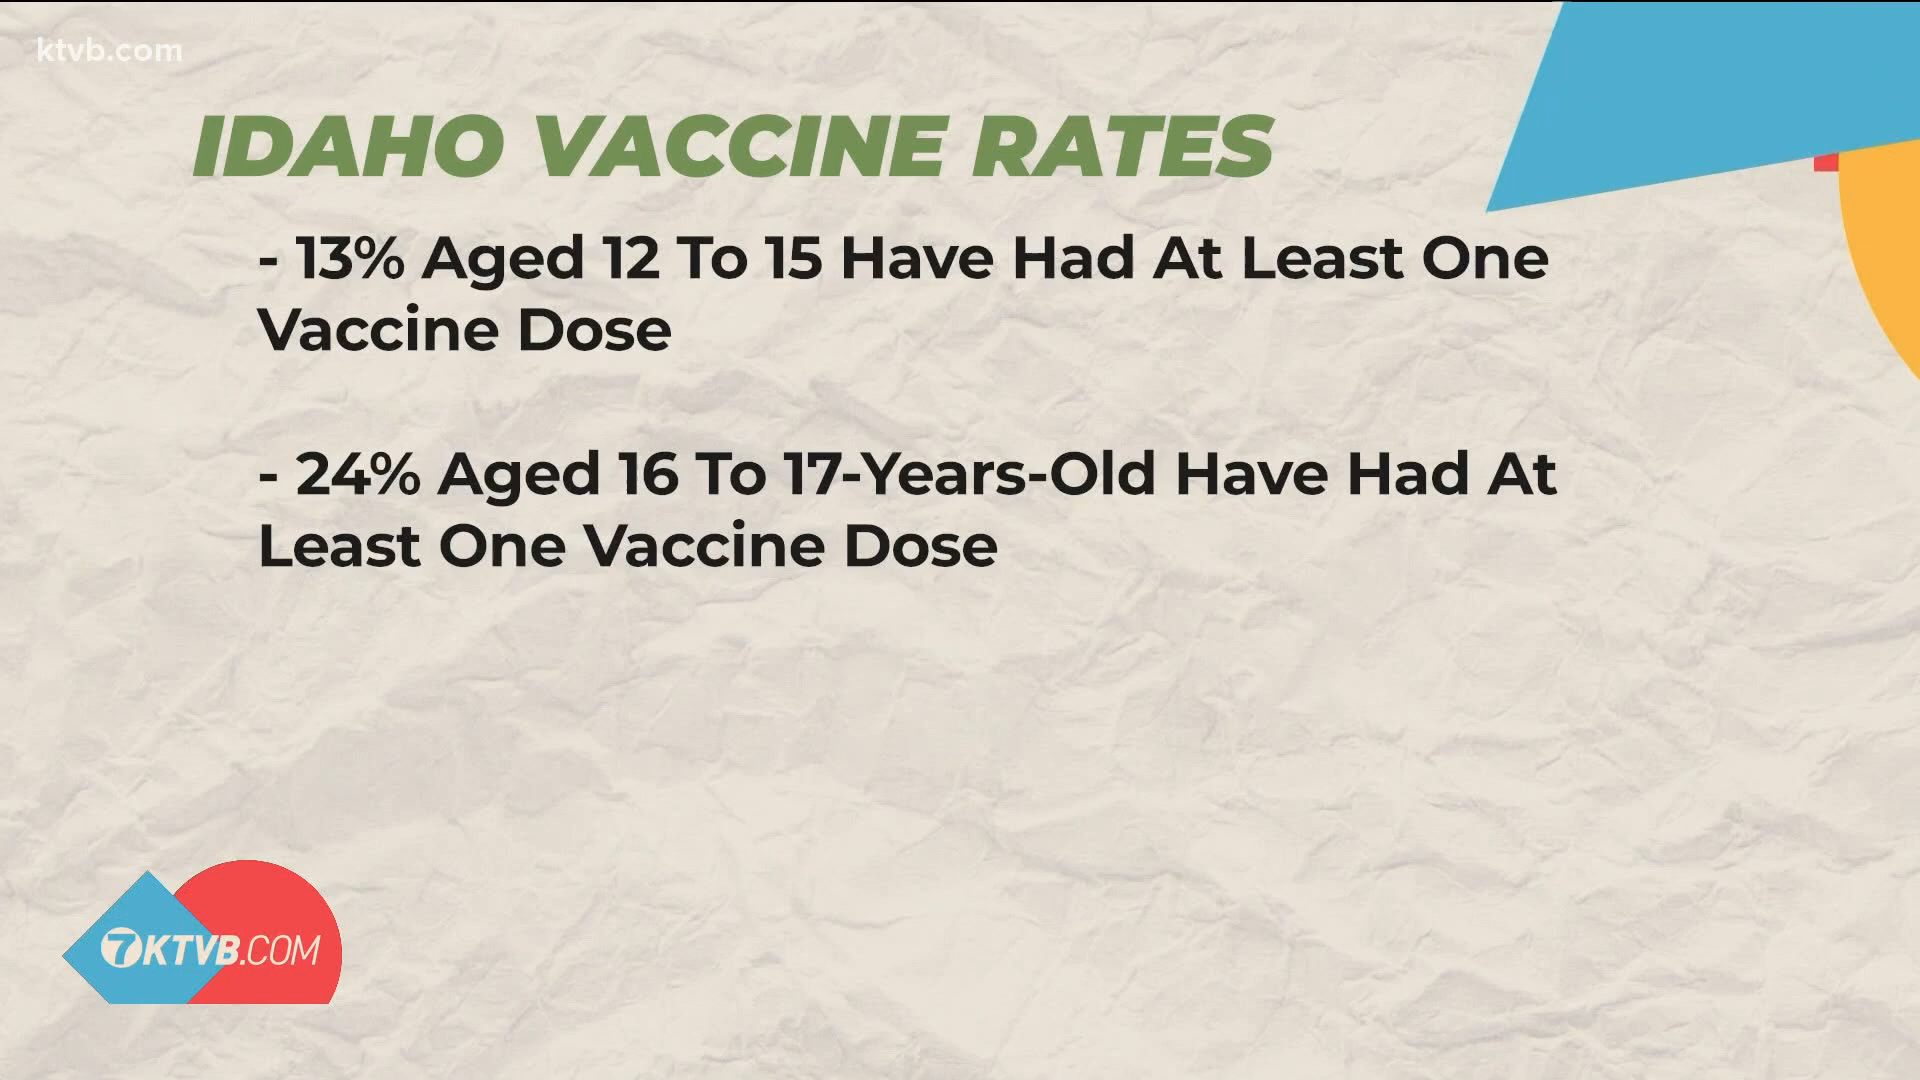 ktvb.com
IDAHO VACCINE RATES
- 13% Aged 12 To 15 Have Had At Least One
Vaccine Dose
- 24% Aged 16 To 17-Years-Old Have Had At
Least One Vaccine Dose
7KTVB.COM